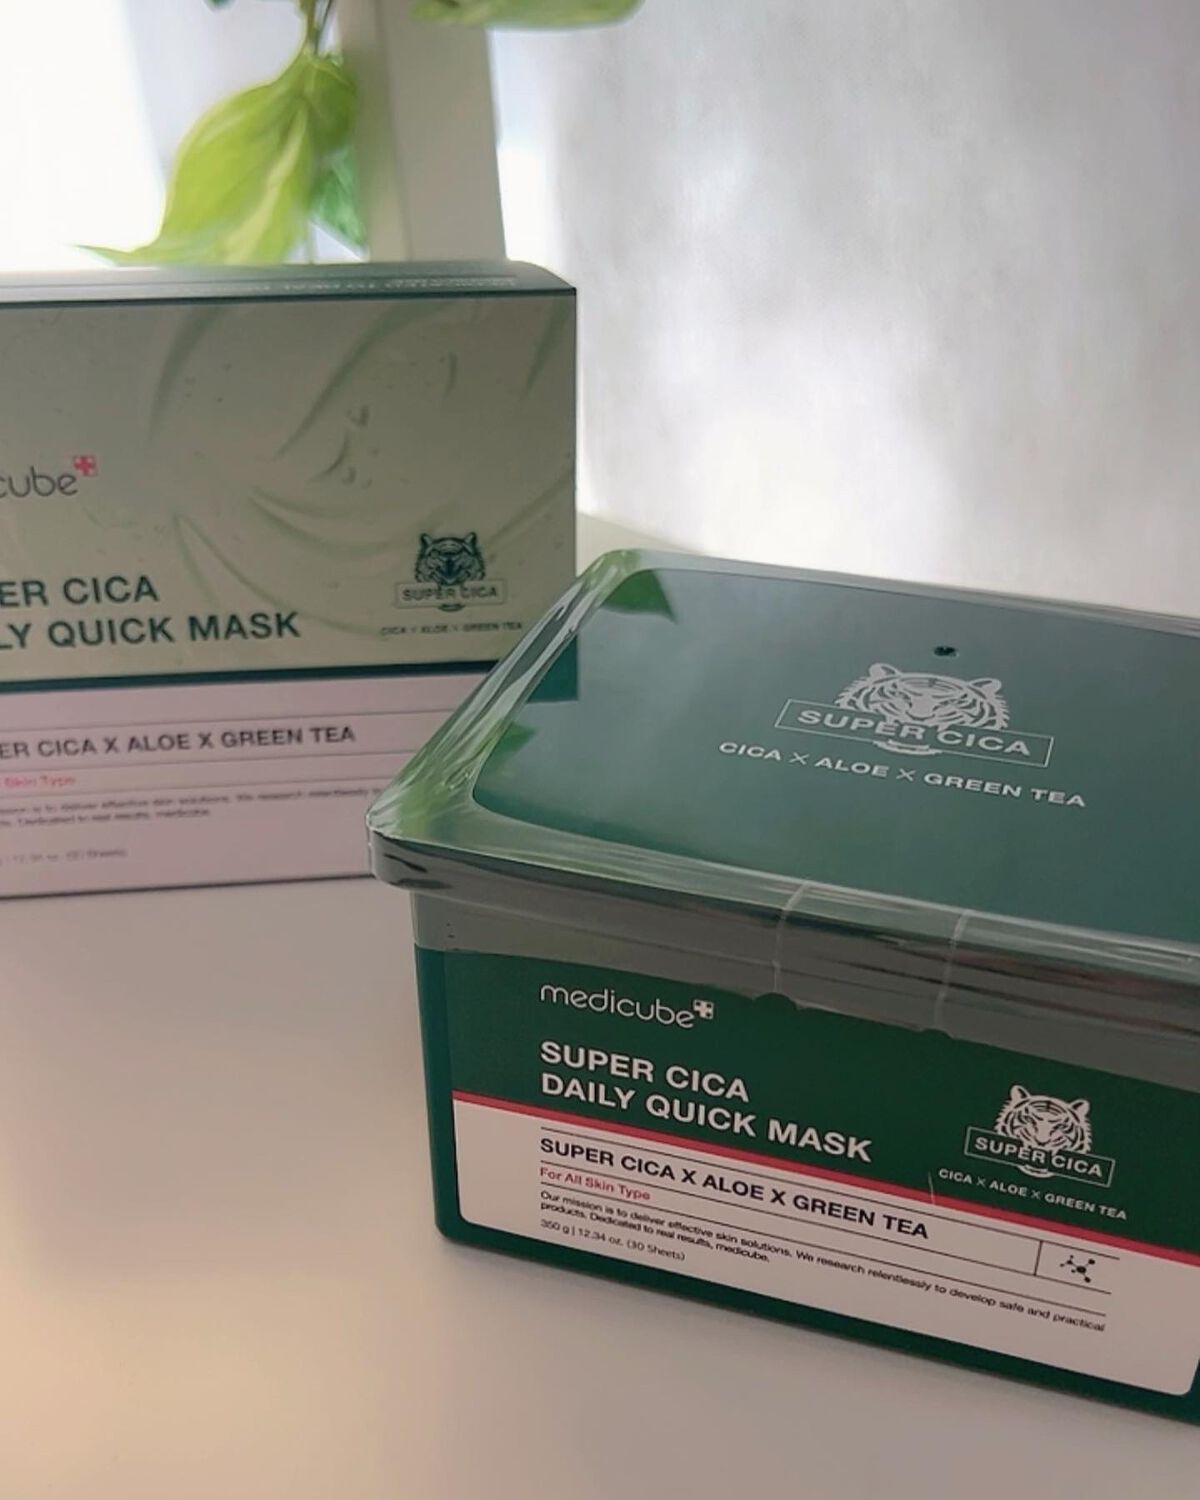 cube
ER CICA
LY QUICK MASK
SUPER CICA
CICA X ALOE X GREEN TEA
ER CICA X ALOE X GREEN TEA
Skin Type
SUPER CICA
CICA X ALOE X GREEN TEA
medicube
SUPER CICA
DAILY QUICK MASK
SUPER CICA
CICA X ALOE X GREEN TEA
SUPER CICA X ALOE X GREEN TEA
For All Skin Type
Our mission is to deliver effective skin solutions. We research relentlessly to develop safe and practical
products. Dedicated to real results, medicube.
350 g | 12.34 oz. (30 Sheets)